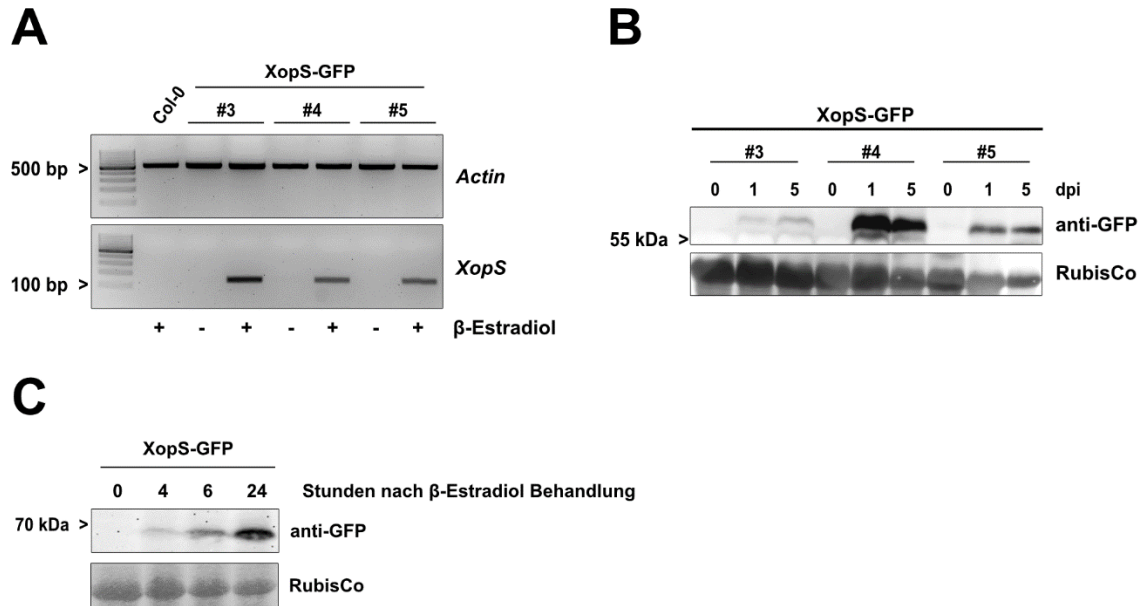 A
XopS-GFP
Col-0 #3 #4 #5
500 bp > Actin
100 bp > XopS
+ - + - + - + β-Estradiol
B
XopS-GFP
#3 #4 #5
0 1 5 0 1 5 0 1 5 dpi
anti-GFP
55 kDa >
RubisCo
C
XopS-GFP
0 4 6 24 Stunden nach β-Estradiol Behandlung
70 kDa > anti-GFP
RubisCo